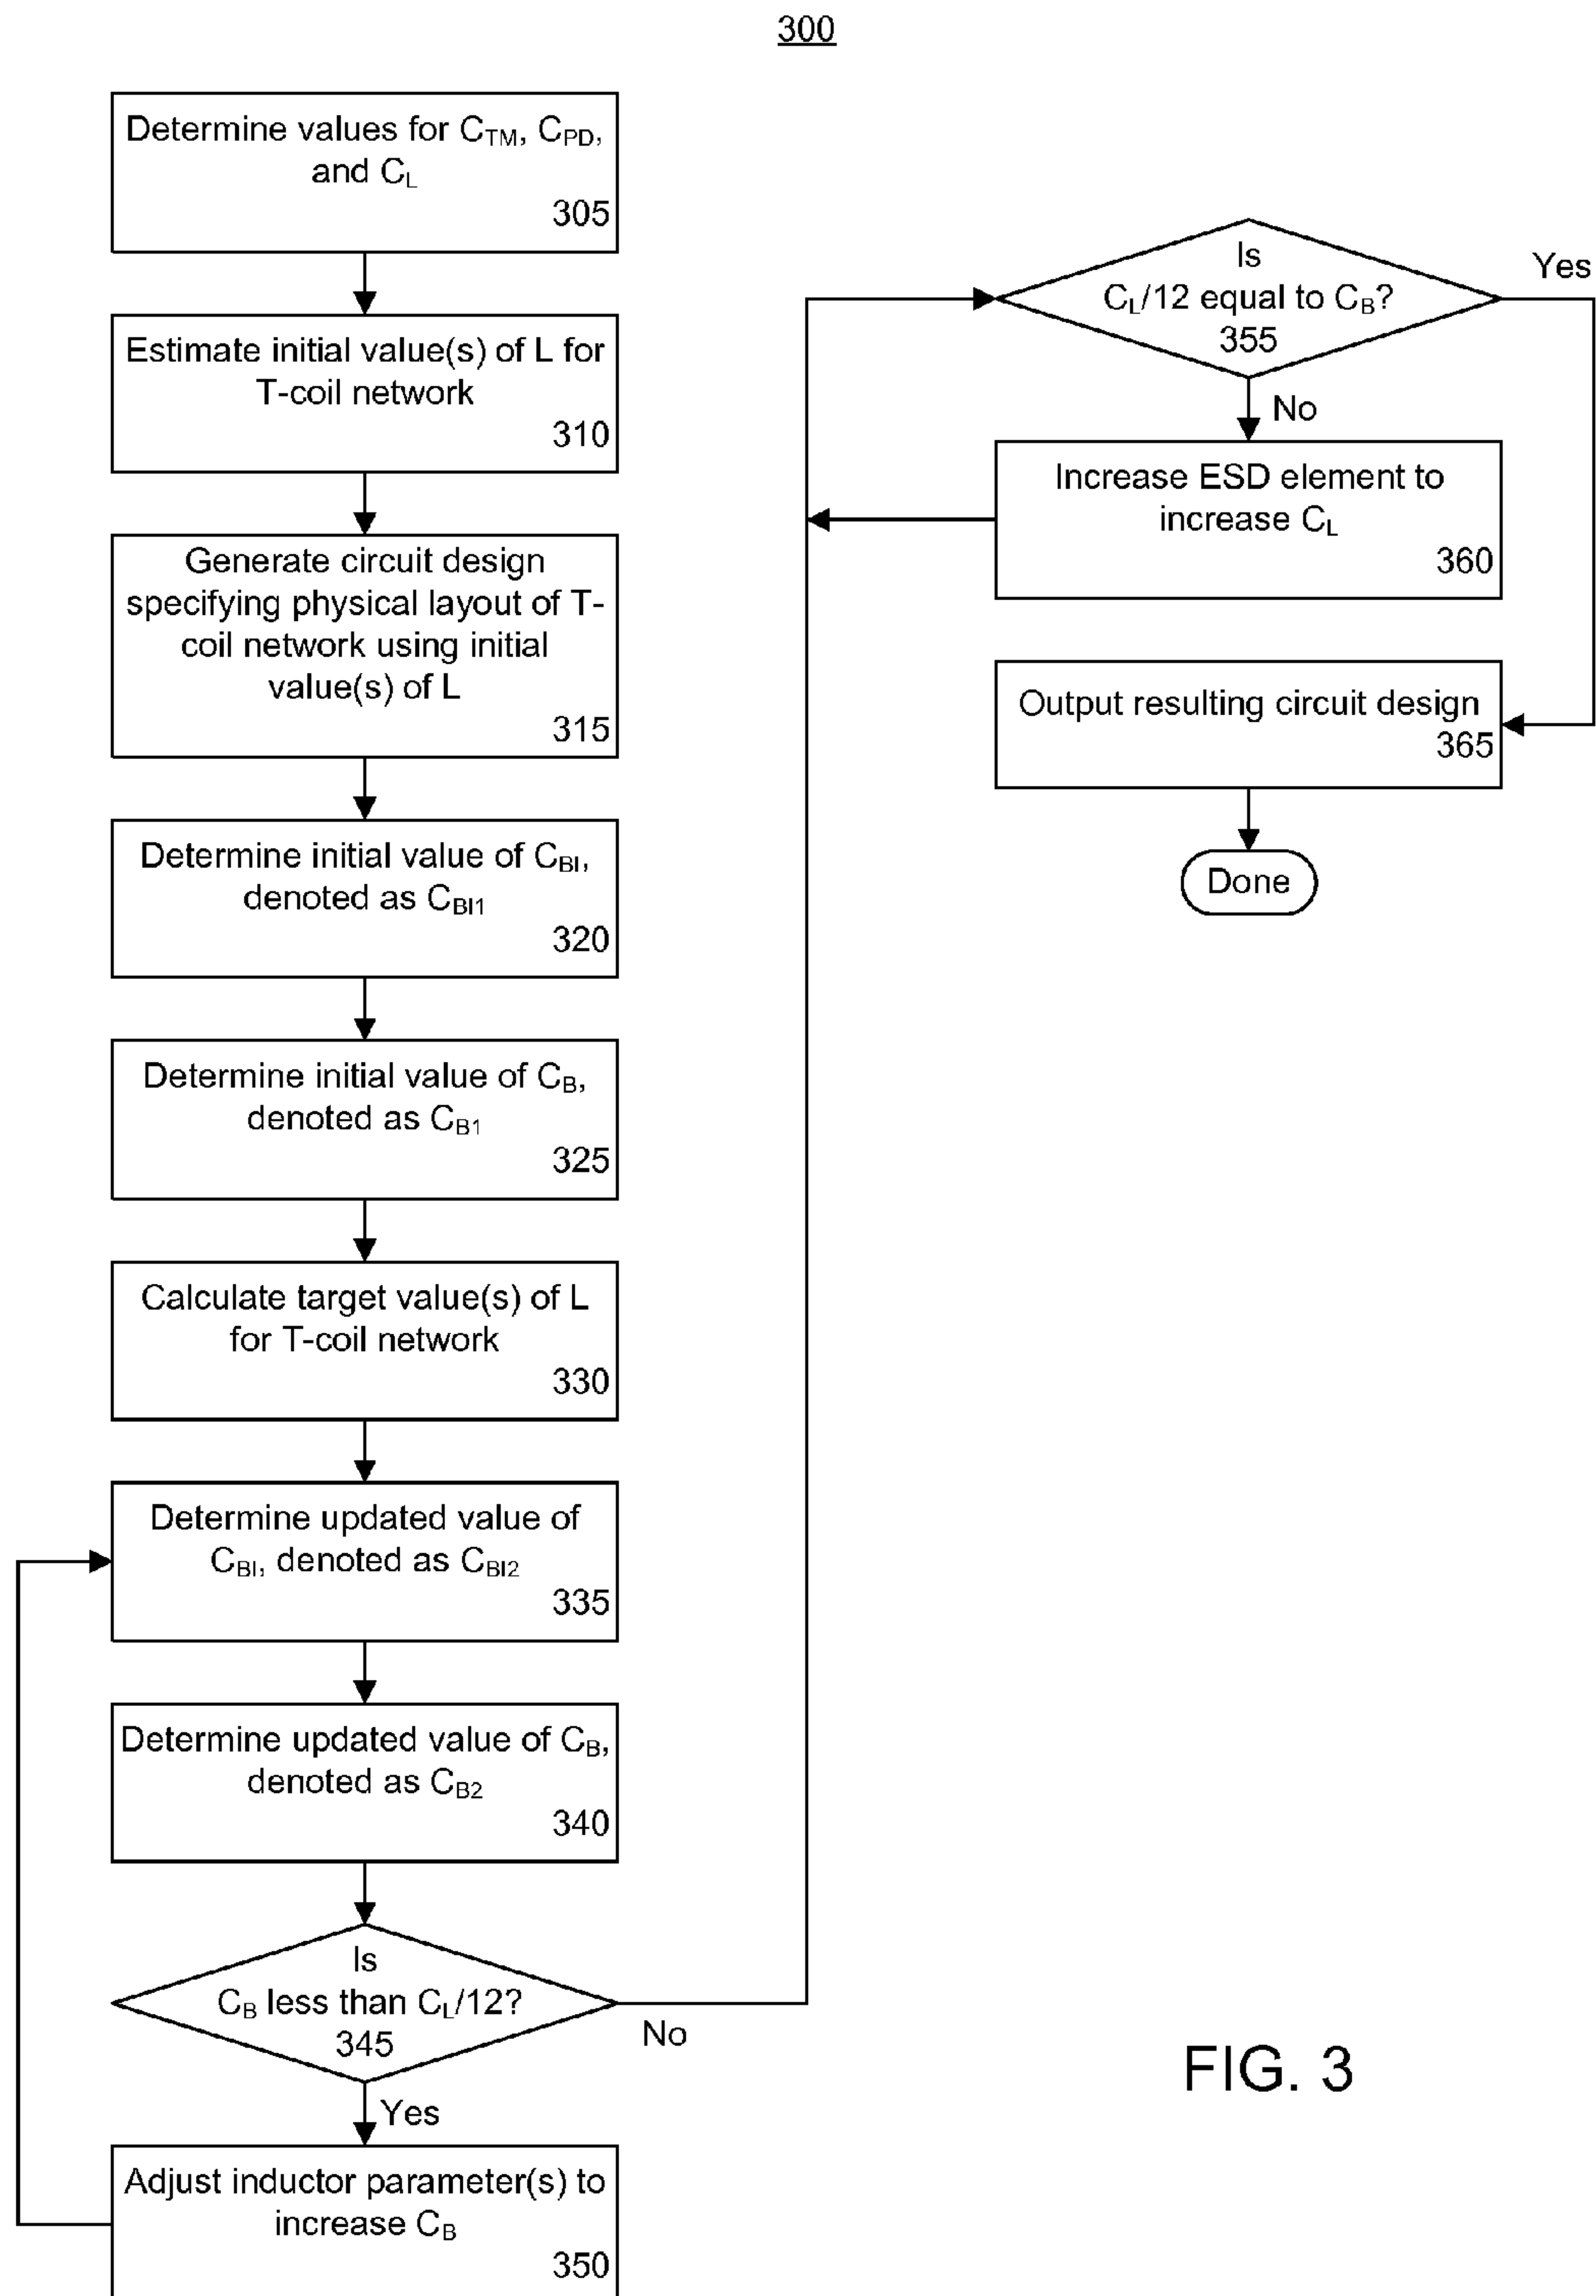 300
Determine values for C_TM, C_PD,
and C_L
305
Estimate initial value(s) of L for
T-coil network
310
Generate circuit design
specifying physical layout of T-
coil network using initial
value(s) of L
315
Determine initial value of C_BI,
denoted as C_BI1
320
Determine initial value of C_B,
denoted as C_B1
325
Calculate target value(s) of L
for T-coil network
330
Determine updated value of
C_BI, denoted as C_BI2
335
Determine updated value of C_B,
denoted as C_B2
340
Is
C_B less than C_L/12?
345
No
Yes
Adjust inductor parameter(s) to
increase C_B
350
Is
C_L/12 equal to C_B?
355
Yes
No
Increase ESD element to
increase C_L
360
Output resulting circuit design
365
Done
FIG. 3